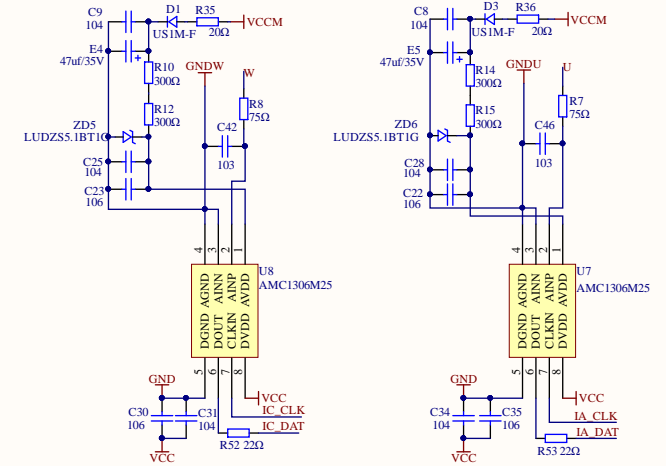 C9
104
D1
US1M-F
R35
20Ω
VCCM
E4
47uf/35V
+
R10
300Ω
R12
300Ω
GNDW
W
R8
75Ω
ZD5
LUDZS5.1BT1G
C42
103
C25
104
C23
106
4
3
2
1
AGND
AINN
AINP
AVDD
DGND
DOUT
CLKIN
DVDD
U8
AMC1306M25
5
6
7
8
GND
VCC
IC_CLK
IC_DAT
C30
106
C31
104
R52 22Ω
VCC
C8
104
D3
US1M-F
R36
20Ω
VCCM
E5
47uf/35V
+
R14
300Ω
R15
300Ω
GNDU
U
R7
75Ω
ZD6
LUDZS5.1BT1G
C46
103
C28
104
C22
106
4
3
2
1
AGND
AINN
AINP
AVDD
DGND
DOUT
CLKIN
DVDD
U7
AMC1306M25
5
6
7
8
GND
VCC
IA_CLK
IA_DAT
C34
104
C35
106
R53 22Ω
VCC